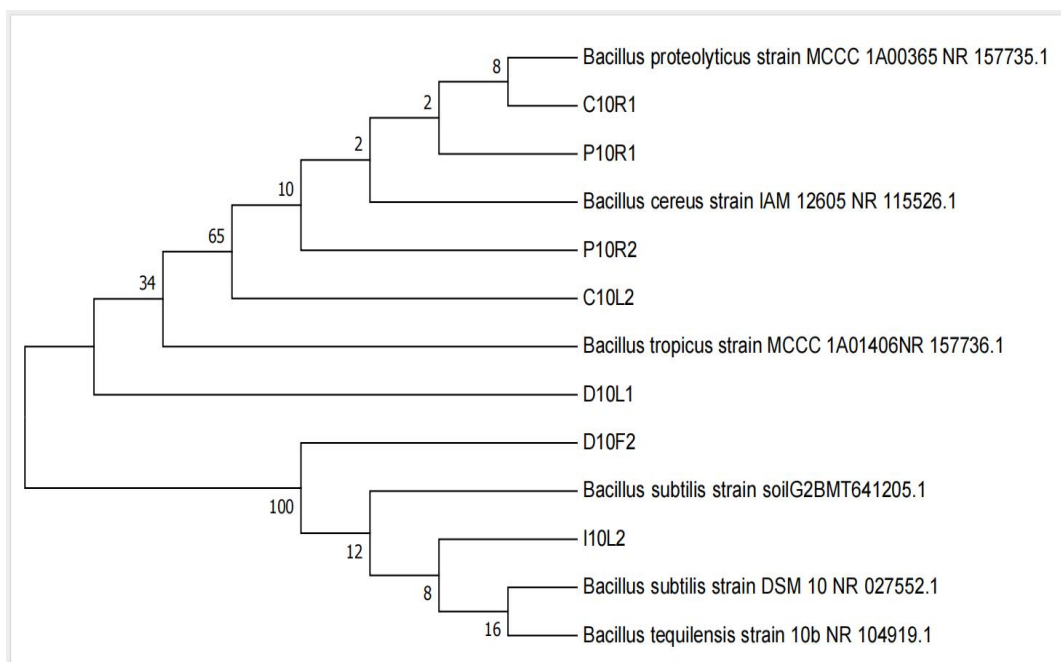 Bacillus proteolyticus strain MCCC 1A00365 NR 157735.1
8
C10R1
2
P10R1
2
Bacillus cereus strain IAM 12605 NR 115526.1
10
P10R2
65
C10L2
34
Bacillus tropicus strain MCCC 1A01406NR 157736.1
D10L1
D10F2
Bacillus subtilis strain soilG2BMT641205.1
100
I10L2
12
Bacillus subtilis strain DSM 10 NR 027552.1
8
Bacillus tequilensis strain 10b NR 104919.1
16